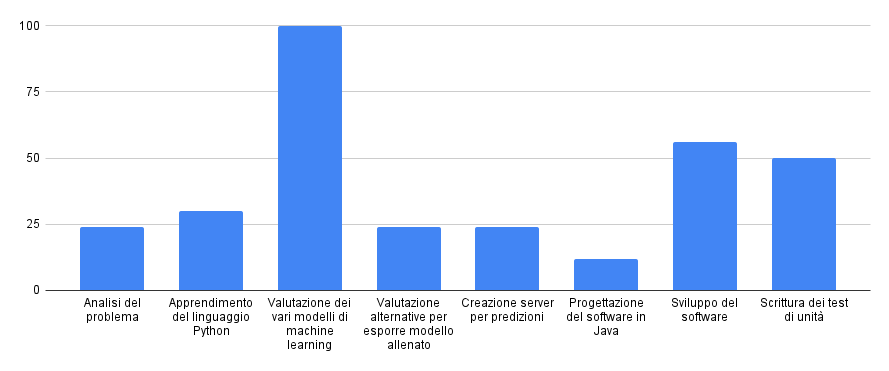 100
75
50
25
0
Analisi del
problema
Apprendimento
del linguaggio
Python
Valutazione dei
vari modelli di
machine
learning
Valutazione
alternative per
esporre modello
allenato
Creazione server
per predizioni
Progettazione
del software in
Java
Sviluppo del
software
Scrittura dei test
di unità